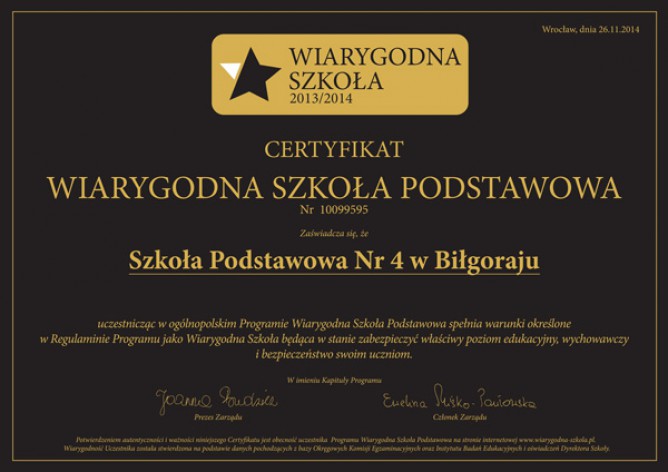 Wrocław, dnia 26.11.2014
WIARYGODNA
SZKOŁA
2013/2014
CERTYFIKAT
WIARYGODNA SZKOŁA PODSTAWOWA
Nr 10099595
Zaświadcza się, że
Szkoła Podstawowa Nr 4 w Biłgoraju
uczestnicząc w ogólnopolskim Programie Wiarygodna Szkoła Podstawowa spełnia warunki określone
w Regulaminie Programu jako Wiarygodna Szkoła będąca w stanie zabezpieczyć właściwy poziom edukacyjny, wychowawczy
i bezpieczeństwo swoim uczniom.
W imieniu Kapituły Programu
Joanna
Ewelina
Prezes Zarządu
Członek Zarządu
Potwierdzeniem autentyczności i ważności niniejszego Certyfikatu jest obecność uczestnika Programu Wiarygodna Szkoła Podstawowa na stronie internetowej www.wiarygodna-szkola.pl.
Wiarygodność Uczestnika została stwierdzona na podstawie danych pochodzących z bazy Okręgowych Komisji Egzaminacyjnych oraz Instytutu Badań Edukacyjnych i oświadczeń Dyrektora Szkoły.